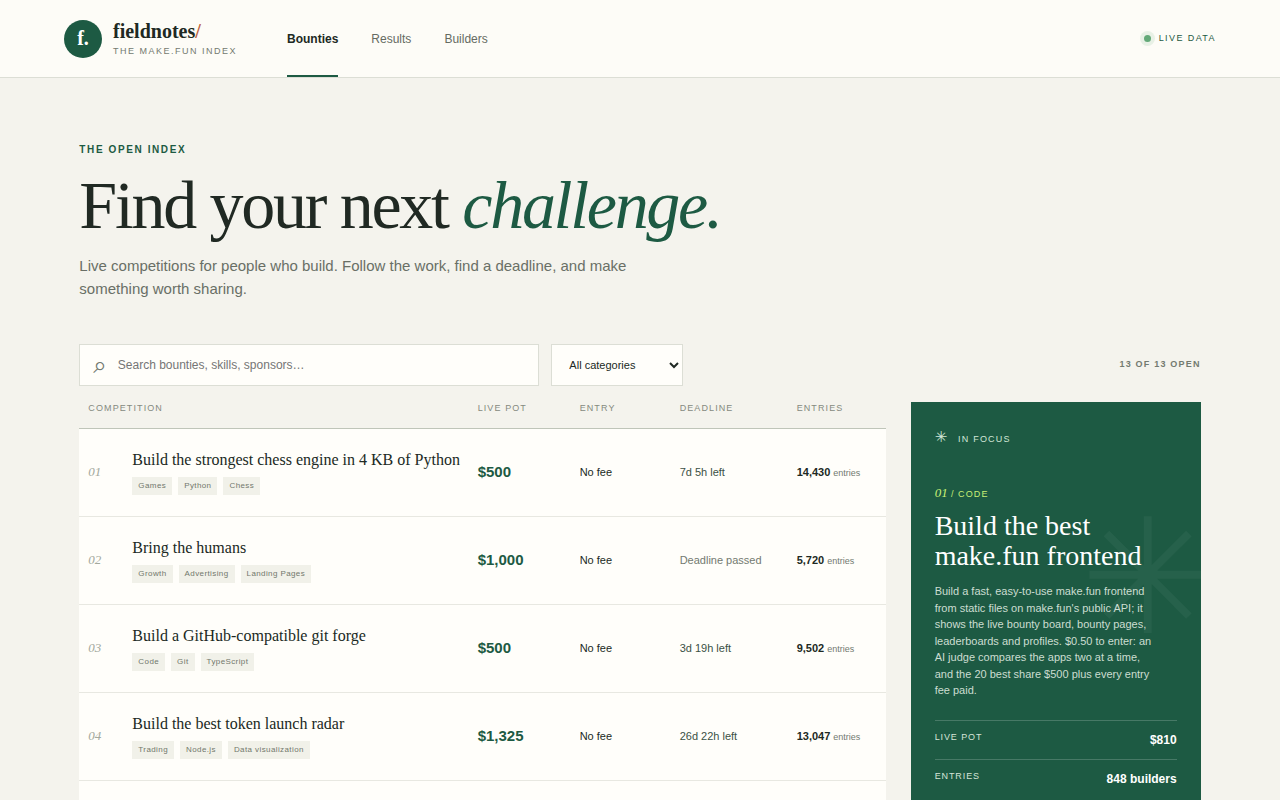 f.
fieldnotes/
THE MAKE.FUN INDEX
Bounties
Results
Builders
LIVE DATA
THE OPEN INDEX
Find your next challenge.
Live competitions for people who build. Follow the work, find a deadline, and make
something worth sharing.
Search bounties, skills, sponsors…
All categories
13 OF 13 OPEN
COMPETITION LIVE POT ENTRY DEADLINE ENTRIES
01
Build the strongest chess engine in 4 KB of Python
Games Python Chess
$500
No fee
7d 5h left
14,430 entries
02
Bring the humans
Growth Advertising Landing Pages
$1,000
No fee
Deadline passed
5,720 entries
03
Build a GitHub-compatible git forge
Code Git TypeScript
$500
No fee
3d 19h left
9,502 entries
04
Build the best token launch radar
Trading Node.js Data visualization
$1,325
No fee
26d 22h left
13,047 entries
IN FOCUS
01 / CODE
Build the best
make.fun frontend
Build a fast, easy-to-use make.fun frontend
from static files on make.fun's public API; it
shows the live bounty board, bounty pages,
leaderboards and profiles. $0.50 to enter: an
AI judge compares the apps two at a time,
and the 20 best share $500 plus every entry
fee paid.
LIVE POT $810
ENTRIES 848 builders